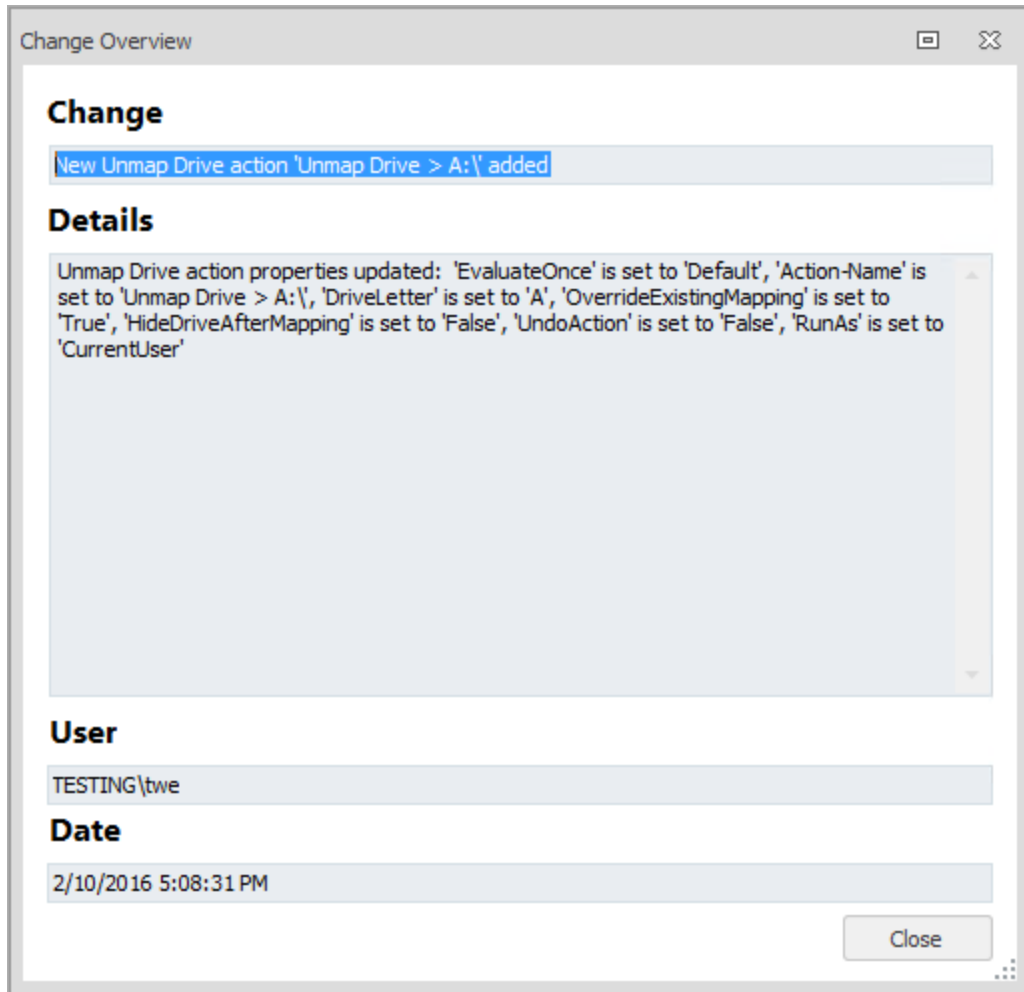 Change Overview
Change
New Unmap Drive action 'Unmap Drive > A:\' added
Details
Unmap Drive action properties updated:  'EvaluateOnce' is set to 'Default', 'Action-Name' is
set to 'Unmap Drive > A:\', 'DriveLetter' is set to 'A', 'OverrideExistingMapping' is set to
'True', 'HideDriveAfterMapping' is set to 'False', 'UndoAction' is set to 'False', 'RunAs' is set to
'CurrentUser'
User
TESTING\twe
Date
2/10/2016 5:08:31 PM
Close